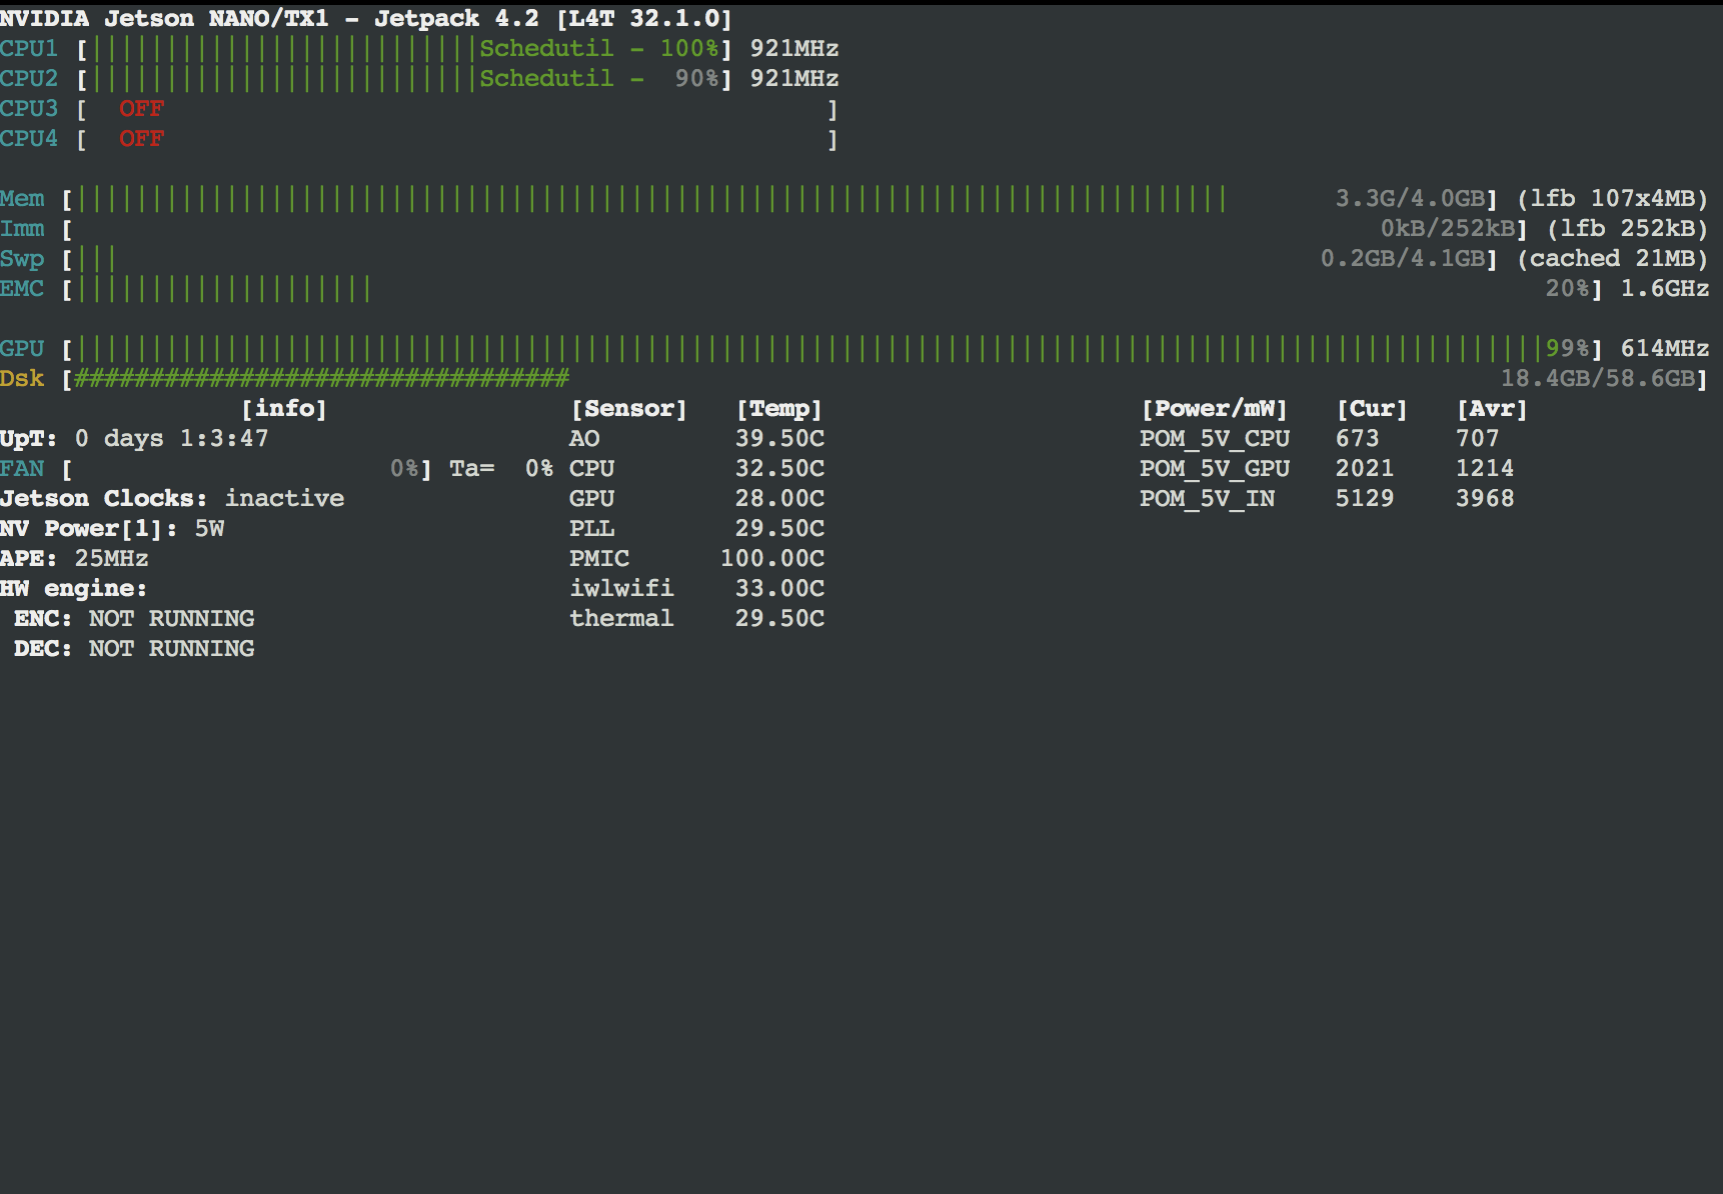 NVIDIA Jetson NANO/TX1 - Jetpack 4.2 [L4T 32.1.0]
CPU1 [||||||||||||||||||||||||||Schedutil - 100%] 921MHz
CPU2 [||||||||||||||||||||||||||Schedutil - 90%] 921MHz
CPU3 [ OFF ]
CPU4 [ OFF ]
Mem [||||||||||||||||||||||||||||||||||||||||||||||||||||||||||||||||||||||||||||| 3.3G/4.0GB] (lfb 107x4MB)
Imm [ 0kB/252kB] (lfb 252kB)
Swp [||| 0.2GB/4.1GB] (cached 21MB)
EMC [|||||||||||||||||||| 20%] 1.6GHz
GPU [||||||||||||||||||||||||||||||||||||||||||||||||||||||||||||||||||||||||||||||||||||||||||||||||||99%] 614MHz
Dsk [################################# 18.4GB/58.6GB]
[info] [Sensor] [Temp] [Power/mW] [Cur] [Avr]
UpT: 0 days 1:3:47 AO 39.50C POM_5V_CPU 673 707
FAN [ 0%] Ta= 0% CPU 32.50C POM_5V_GPU 2021 1214
Jetson Clocks: inactive GPU 28.00C POM_5V_IN 5129 3968
NV Power[1]: 5W PLL 29.50C
APE: 25MHz PMIC 100.00C
HW engine: iwlwifi 33.00C
ENC: NOT RUNNING thermal 29.50C
DEC: NOT RUNNING